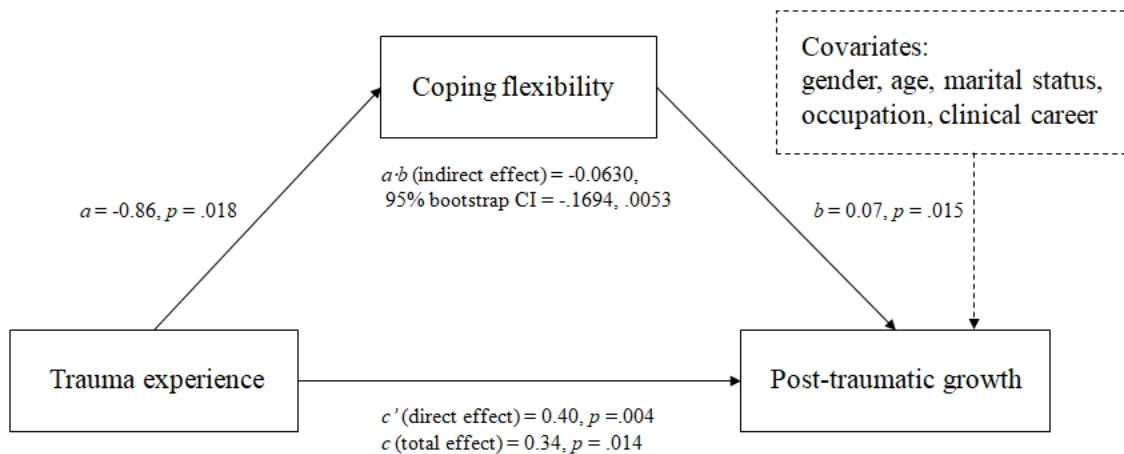 Covariates:
gender, age, marital status,
occupation, clinical career
Coping flexibility
a·b (indirect effect) = -0.0630,
95% bootstrap CI = -.1694, .0053
a = -0.86, p = .018
b = 0.07, p = .015
Trauma experience
Post-traumatic growth
c’ (direct effect) = 0.40, p =.004
c (total effect) = 0.34, p = .014